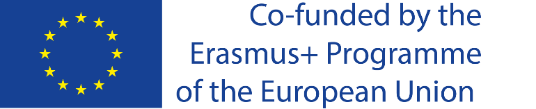 Co-funded by the
Erasmus+ Programme
of the European Union